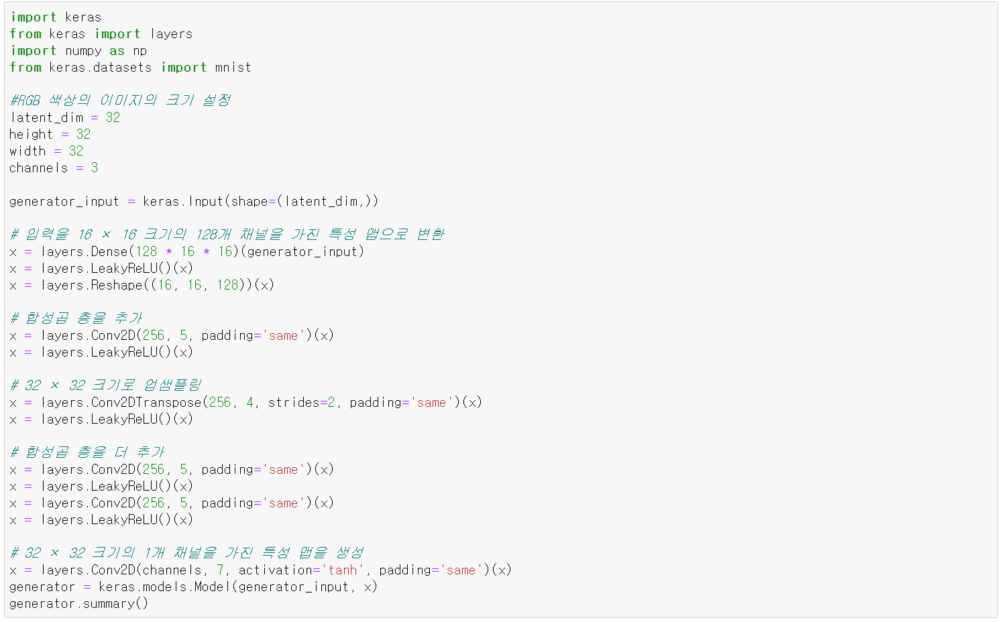 import keras
from keras import layers
import numpy as np
from keras.datasets import mnist
#RGB 색상의 이미지의 크기 설정
latent_dim = 32
height = 32
width = 32
channels = 3
generator_input = keras.Input(shape=(latent_dim,))
# 입력을 16 × 16 크기의 128개 채널을 가진 특성 맵으로 변환
x = layers.Dense(128 * 16 * 16)(generator_input)
x = layers.LeakyReLU()(x)
x = layers.Reshape((16, 16, 128))(x)
# 합성곱 층을 추가
x = layers.Conv2D(256, 5, padding='same')(x)
x = layers.LeakyReLU()(x)
# 32 × 32 크기로 업샘플링
x = layers.Conv2DTranspose(256, 4, strides=2, padding='same')(x)
x = layers.LeakyReLU()(x)
# 합성곱 층을 더 추가
x = layers.Conv2D(256, 5, padding='same')(x)
x = layers.LeakyReLU()(x)
x = layers.Conv2D(256, 5, padding='same')(x)
x = layers.LeakyReLU()(x)
# 32 × 32 크기의 1개 채널을 가진 특성 맵을 생성
x = layers.Conv2D(channels, 7, activation='tanh', padding='same')(x)
generator = keras.models.Model(generator_input, x)
generator.summary()